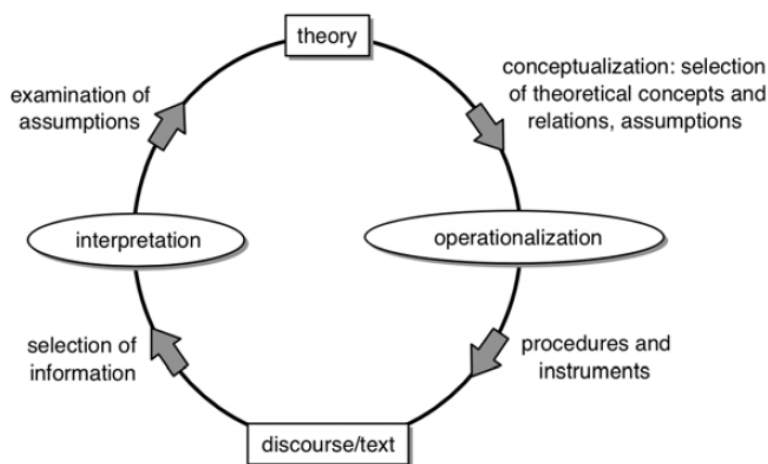 theory
conceptualization: selection
of theoretical concepts and
relations, assumptions
examination of
assumptions
interpretation
operationalization
selection of
information
procedures and
instruments
discourse/text